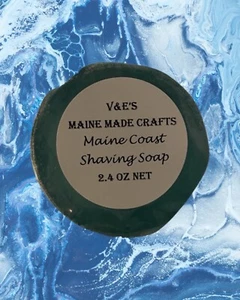 V&E'S
MAINE MADE CRAFTS
Maine Coast
Shaving Soap
2.4 OZ NET